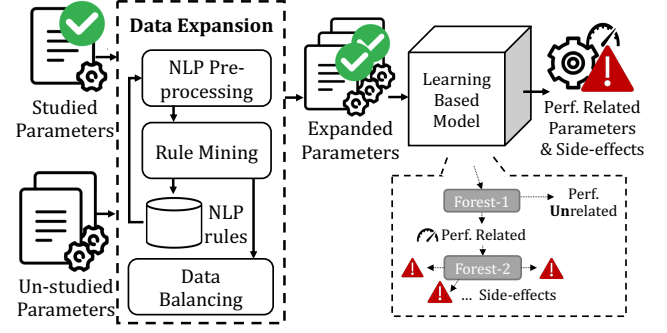 Data Expansion
NLP Pre-
processing
Rule Mining
NLP
rules
Data
Balancing
Studied
Parameters
Un-studied
Parameters
Expanded
Parameters
Learning
Based
Model
Perf. Related
Parameters
& Side-effects
Forest-1
Perf.
Unrelated
Perf. Related
Forest-2
... Side-effects